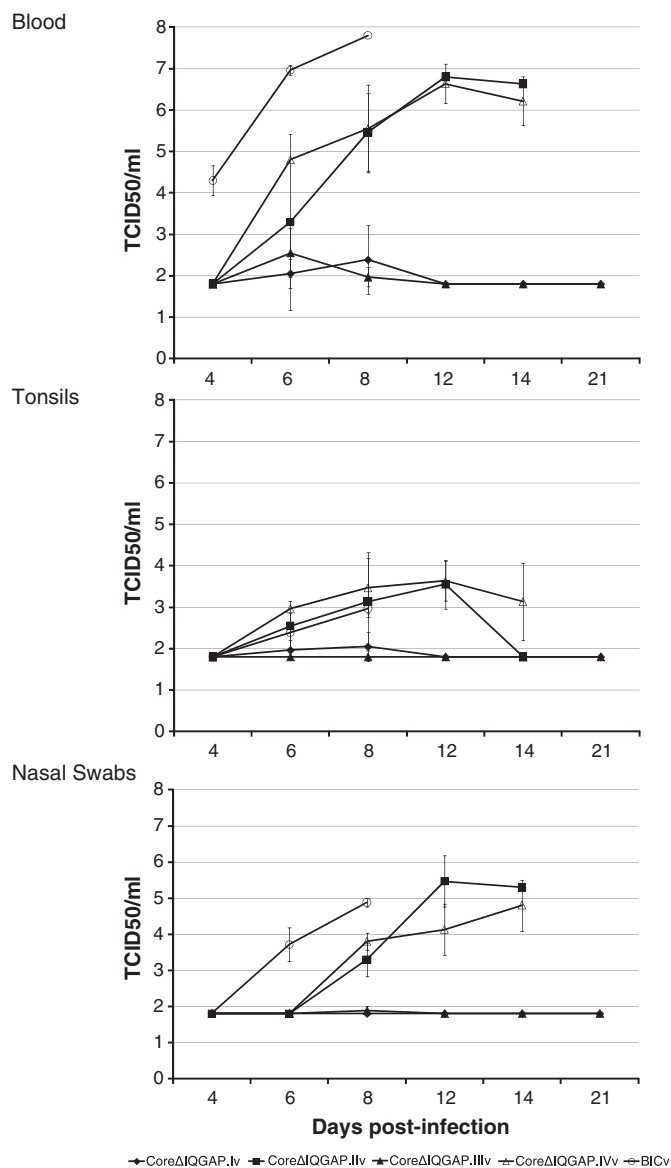 Blood
8
7
6
5
4
3
2
1
0
TCID50/ml
4 6 8 12 14 21
Tonsils
8
7
6
5
4
3
2
1
0
TCID50/ml
4 6 8 12 14 21
Nasal Swabs
8
7
6
5
4
3
2
1
0
TCID50/ml
4 6 8 12 14 21
Days post-infection
CoreΔIQGAP.Iv CoreΔIQGAP.IIv CoreΔIQGAP.IIIv CoreΔIQGAP.IVv BICv